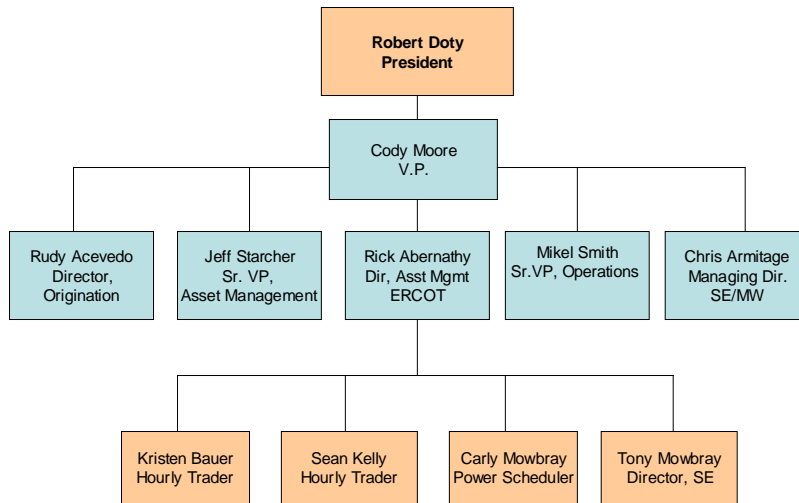 Robert Doty
President
Cody Moore
V.P.
Rudy Acevedo
Director,
Origination
Jeff Starcher
Sr. VP,
Asset Management
Rick Abernathy
Dir, Asst Mgmt
ERCOT
Mikel Smith
Sr.VP, Operations
Chris Armitage
Managing Dir.
SE/MW
Kristen Bauer
Hourly Trader
Sean Kelly
Hourly Trader
Carly Mowbray
Power Scheduler
Tony Mowbray
Director, SE